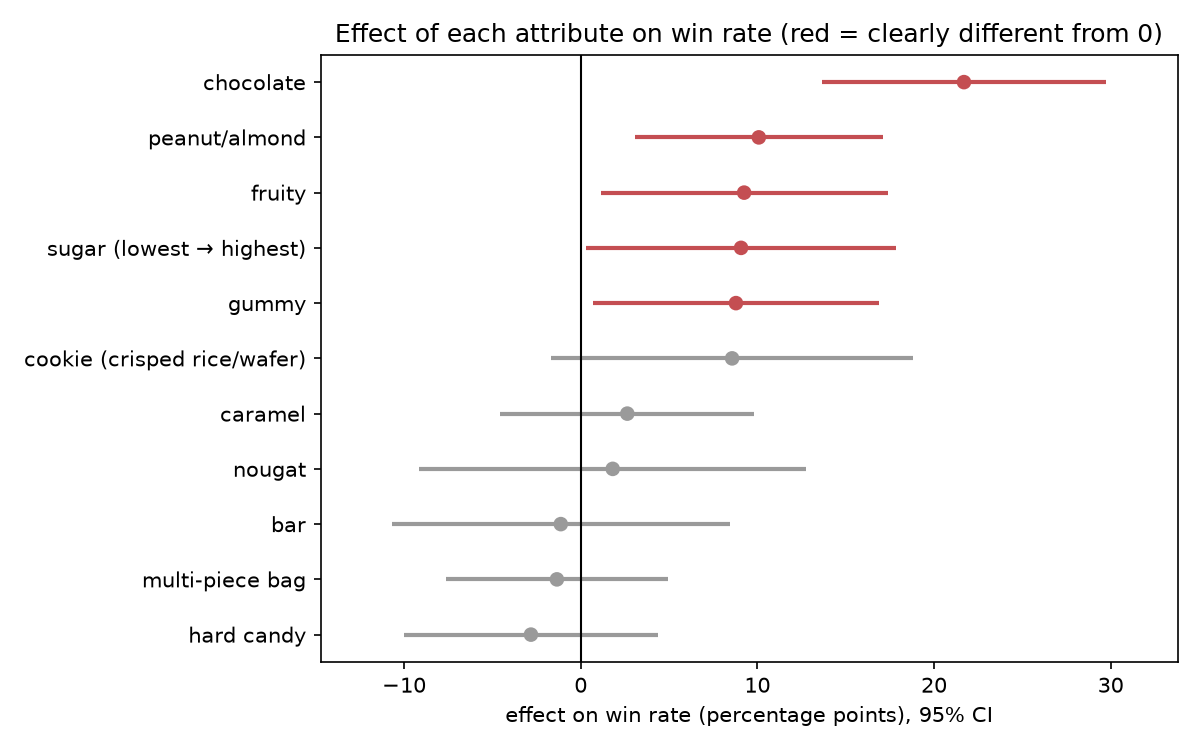 Effect of each attribute on win rate (red = clearly different from 0)
chocolate
peanut/almond
fruity
sugar (lowest → highest)
gummy
cookie (crisped rice/wafer)
caramel
nougat
bar
multi-piece bag
hard candy
−10 0 10 20 30
effect on win rate (percentage points), 95% CI